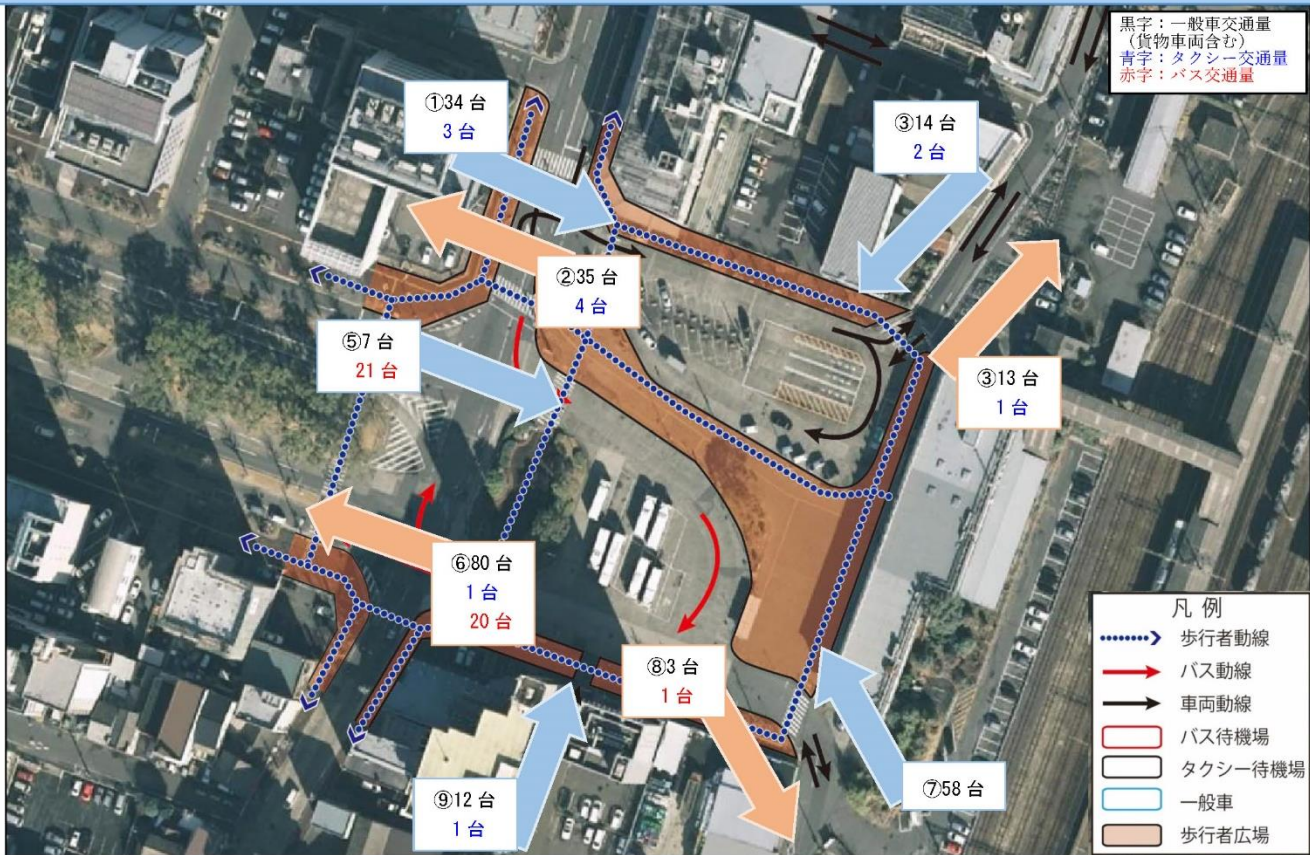 黒字：一般車交通量
（貨物車両含む）
青字：タクシー交通量
赤字：バス交通量
①34 台
3 台
③14 台
2 台
②35 台
4 台
⑤7 台
21 台
③13 台
1 台
⑥80 台
1 台
20 台
⑧3 台
1 台
⑦58 台
⑨12 台
1 台
凡 例
歩行者動線
バス動線
車両動線
バス待機場
タクシー待機場
一般車
歩行者広場